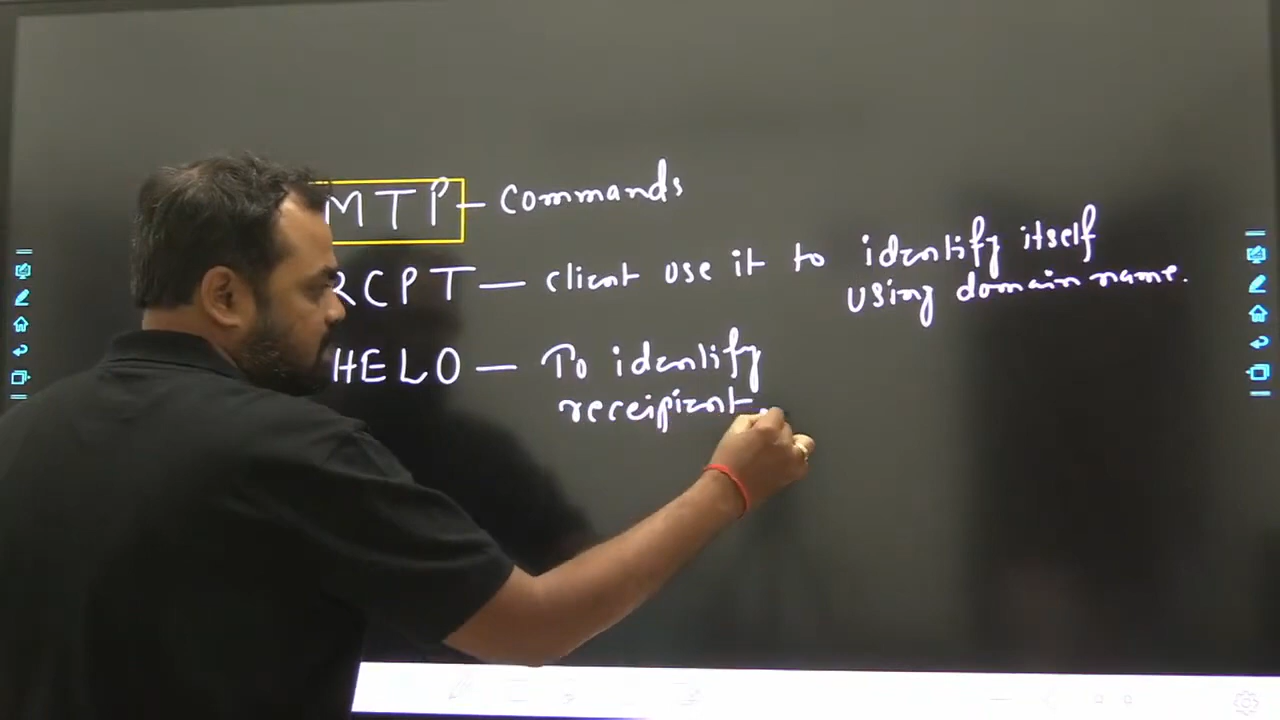 MTP - Commands
RCPT — client use it to identify itself
using domain name.
HELO — To identify
receipient.